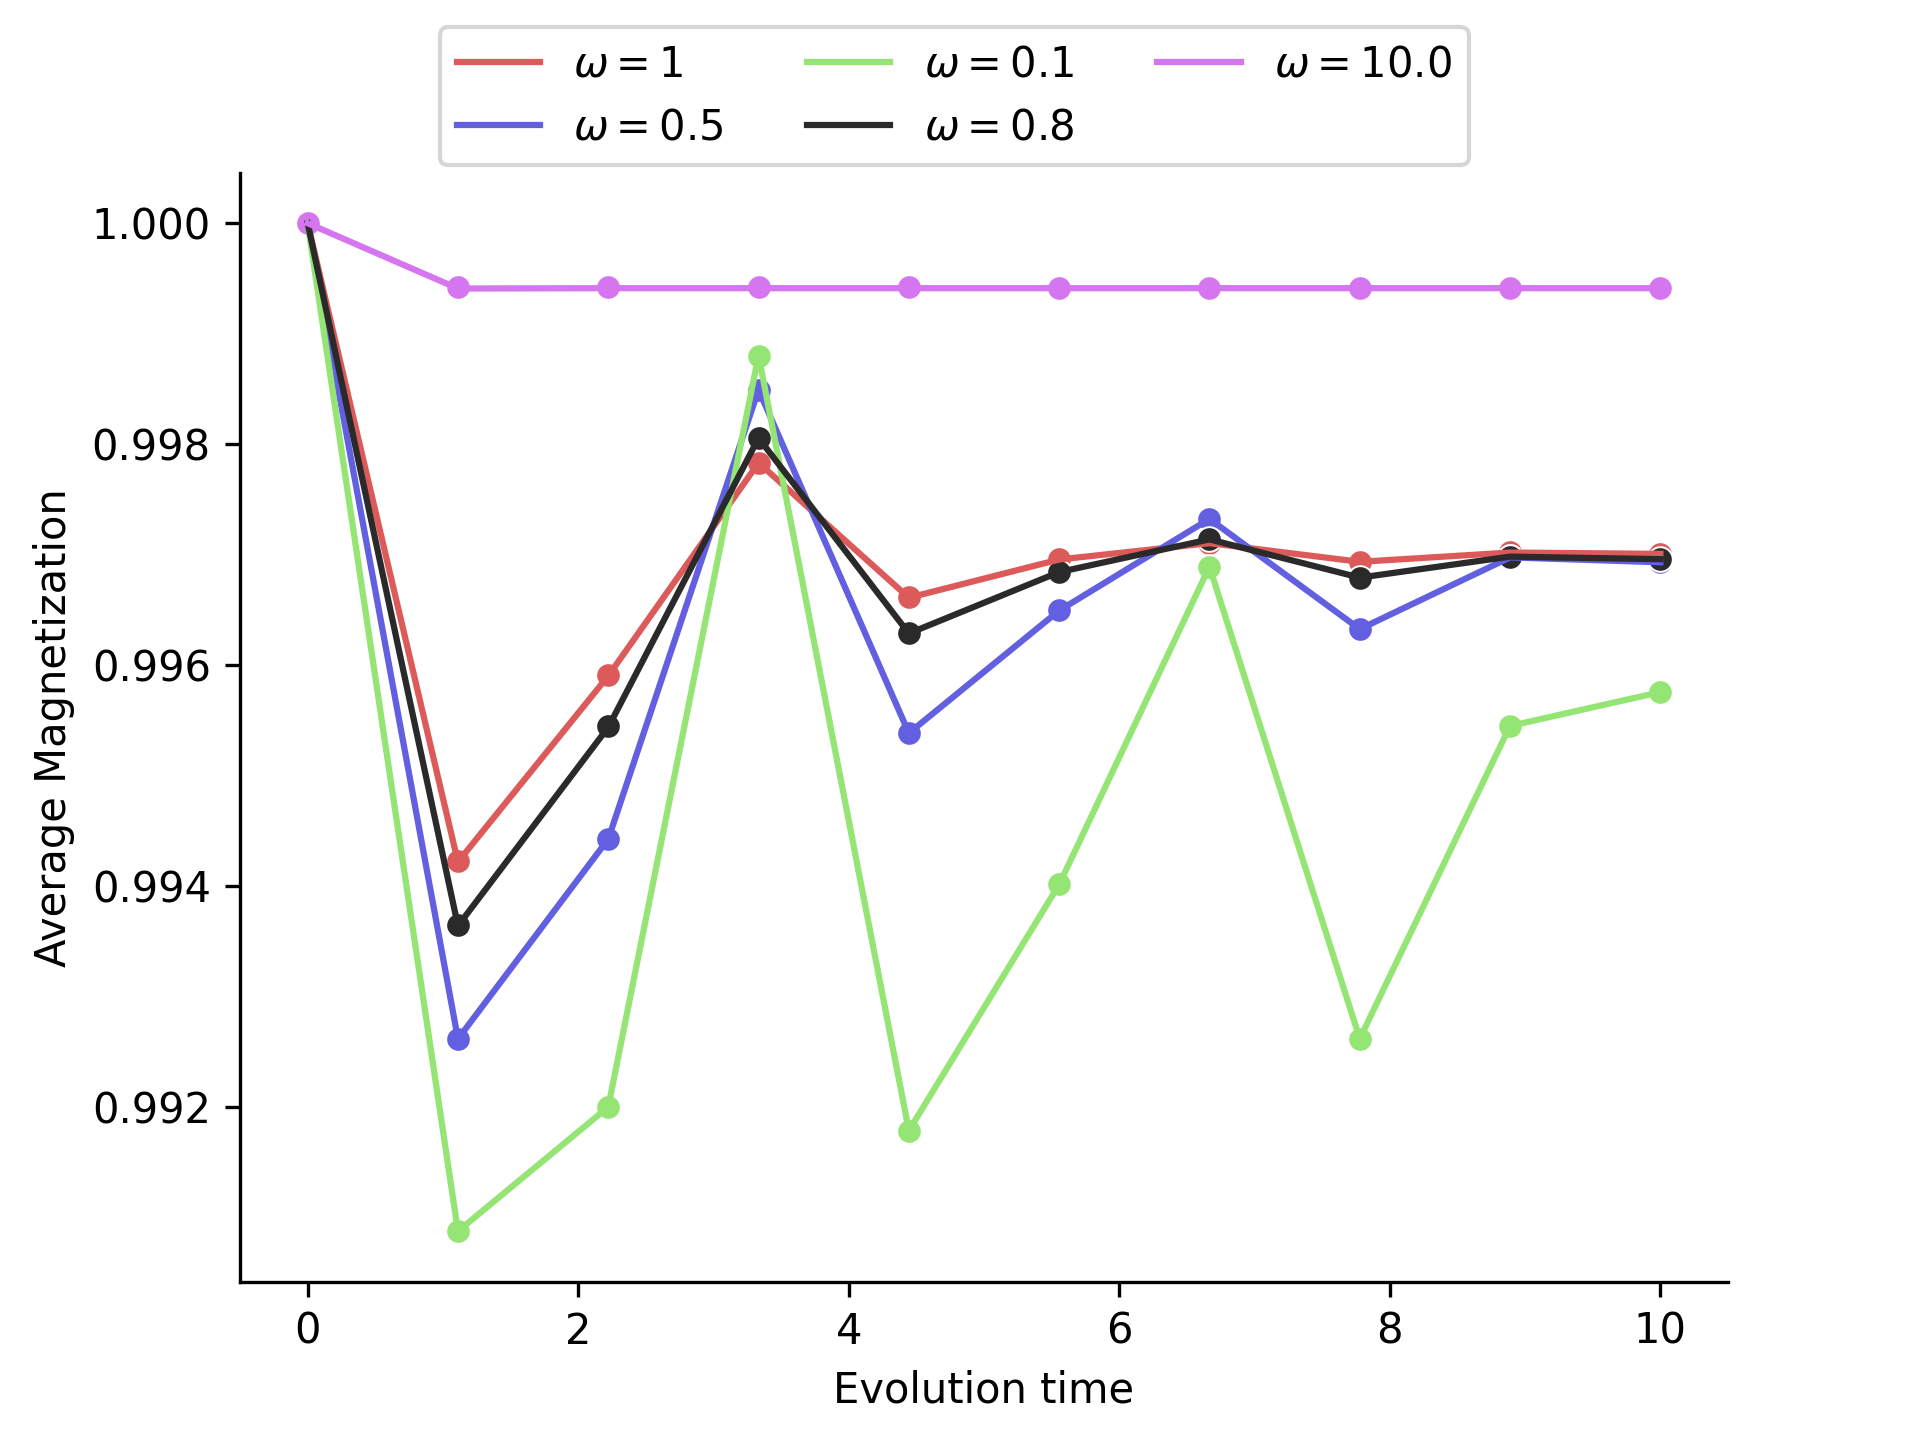 ω = 1
ω = 0.5
ω = 0.1
ω = 0.8
ω = 10.0
1.000
0.998
0.996
0.994
0.992
Average Magnetization
0 2 4 6 8 10
Evolution time